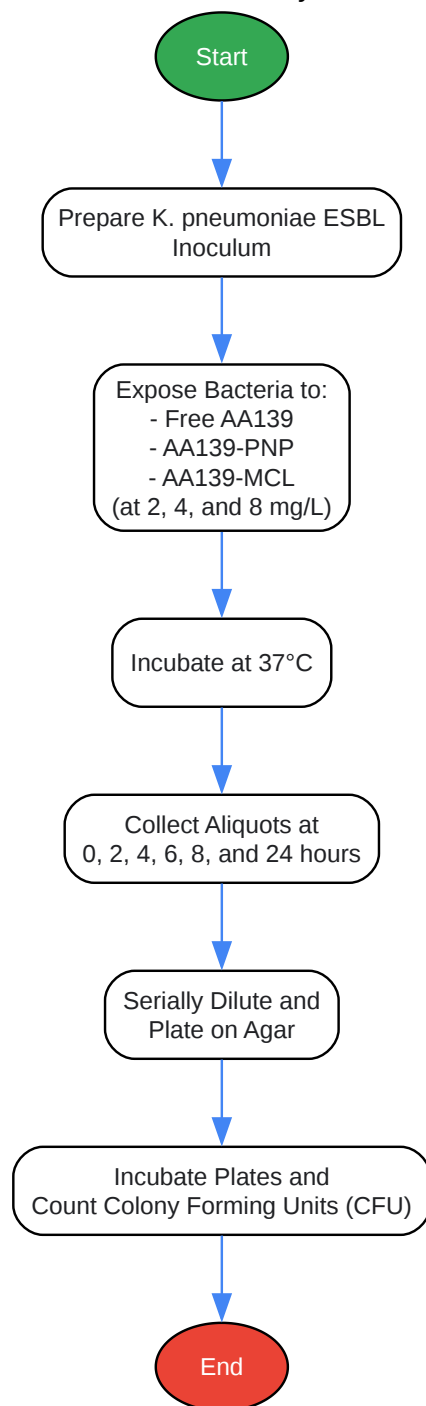 Start
Prepare K. pneumoniae ESBL
Inoculum
Expose Bacteria to:
- Free AA139
- AA139-PNP
- AA139-MCL
(at 2, 4, and 8 mg/L)
Incubate at 37°C
Collect Aliquots at
0, 2, 4, 6, 8, and 24 hours
Serially Dilute and
Plate on Agar
Incubate Plates and
Count Colony Forming Units (CFU)
End